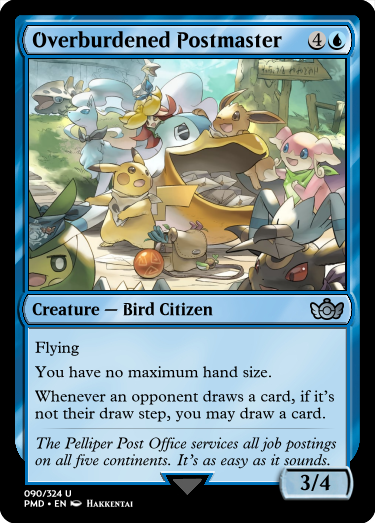 Overburdened Postmaster 4
Creature — Bird Citizen
Flying
You have no maximum hand size.
Whenever an opponent draws a card, if it's
not their draw step, you may draw a card.
The Pelliper Post Office services all job postings
on all five continents. It's as easy as it sounds.
3/4
090/324 U
PMD • EN Hakkentai